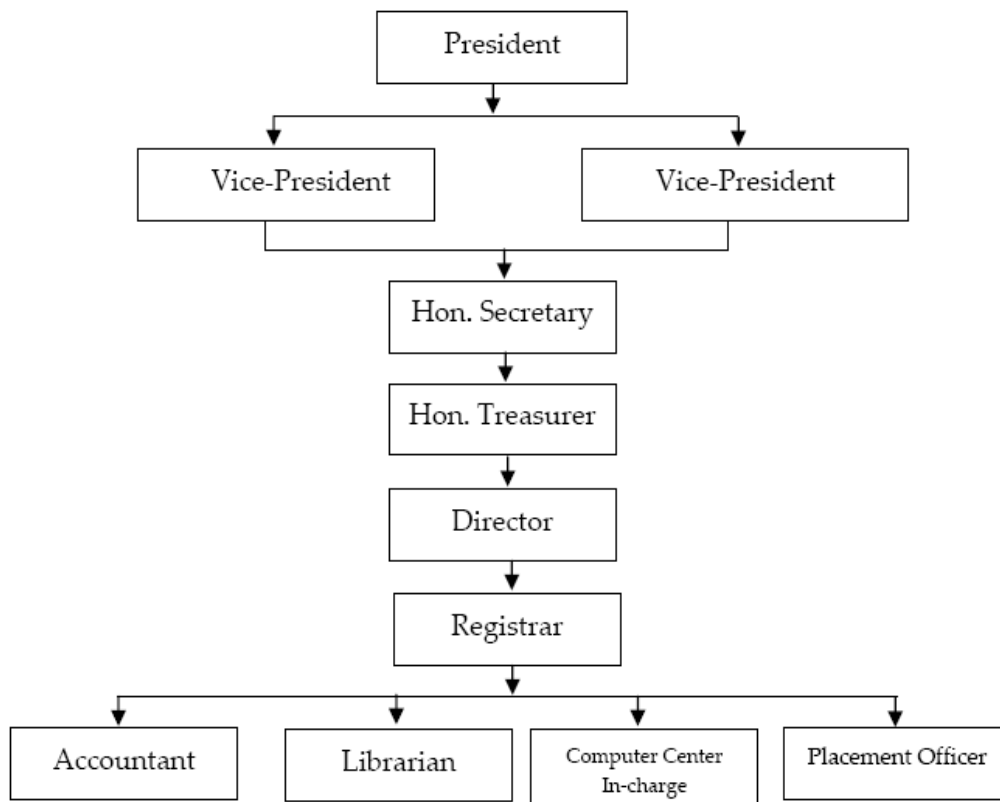 President
Vice-President
Vice-President
Hon. Secretary
Hon. Treasurer
Director
Registrar
Accountant
Librarian
Computer Center
In-charge
Placement Officer